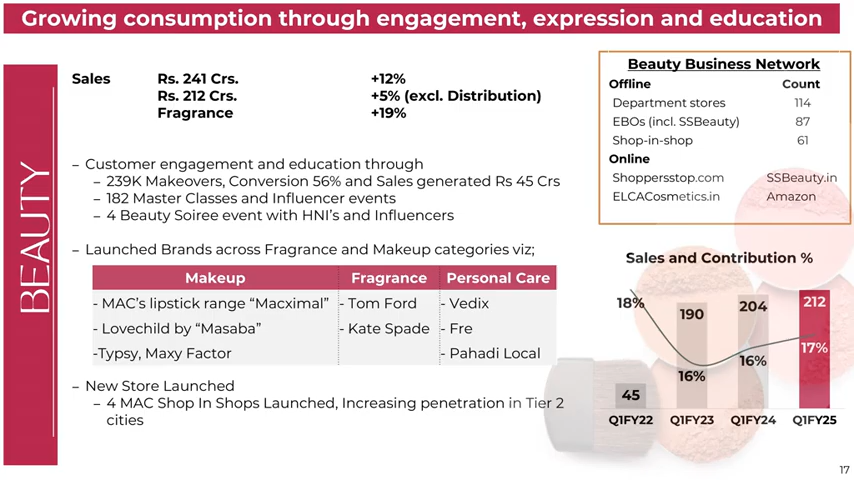 Growing consumption through engagement, expression and education
BEAUTY
Sales Rs. 241 Crs. +12%
Rs. 212 Crs. +5% (excl. Distribution)
Fragrance +19%
– Customer engagement and education through
– 239K Makeovers, Conversion 56% and Sales generated Rs 45 Crs
– 182 Master Classes and Influencer events
– 4 Beauty Soiree event with HNI's and Influencers
– Launched Brands across Fragrance and Makeup categories viz;
Makeup Fragrance Personal Care
- MAC's lipstick range “Macximal” - Tom Ford - Vedix
- Lovechild by “Masaba” - Kate Spade - Fre
-Typsy, Maxy Factor - Pahadi Local
– New Store Launched
– 4 MAC Shop In Shops Launched, Increasing penetration in Tier 2
cities
Beauty Business Network
Offline Count
Department stores 114
EBOs (incl. SSBeauty) 87
Shop-in-shop 61
Online
Shoppersstop.com SSBeauty.in
ELCACosmetics.in Amazon
Sales and Contribution %
18% 190 204 212
16% 16% 17%
45
Q1FY22 Q1FY23 Q1FY24 Q1FY25
17